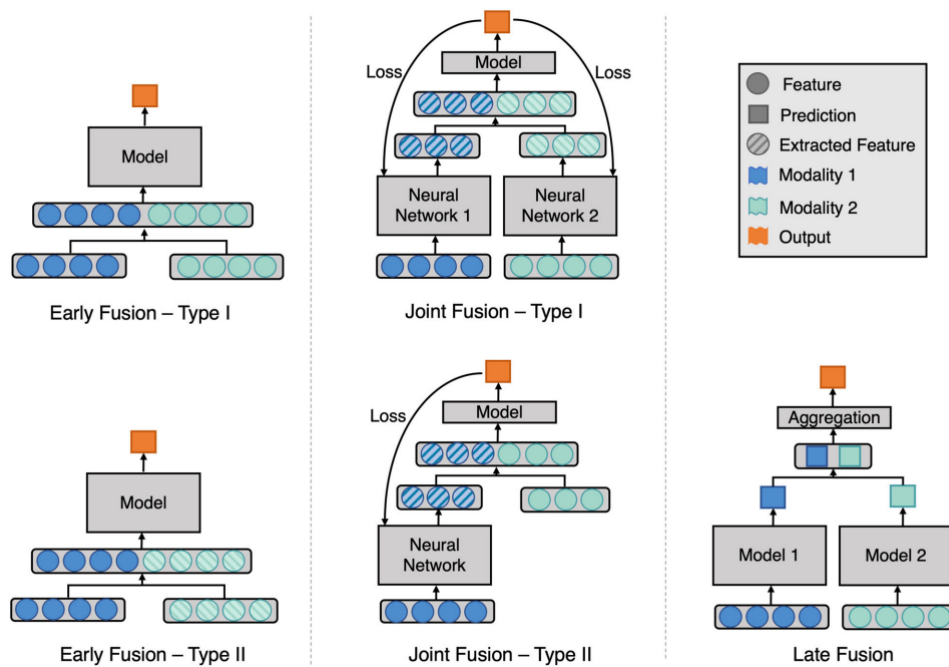 Model
Early Fusion – Type I
Loss
Model
Loss
Neural
Network 1
Neural
Network 2
Joint Fusion – Type I
Feature
Prediction
Extracted Feature
Modality 1
Modality 2
Output
Model
Early Fusion – Type II
Loss
Model
Neural
Network
Joint Fusion – Type II
Aggregation
Model 1
Model 2
Late Fusion